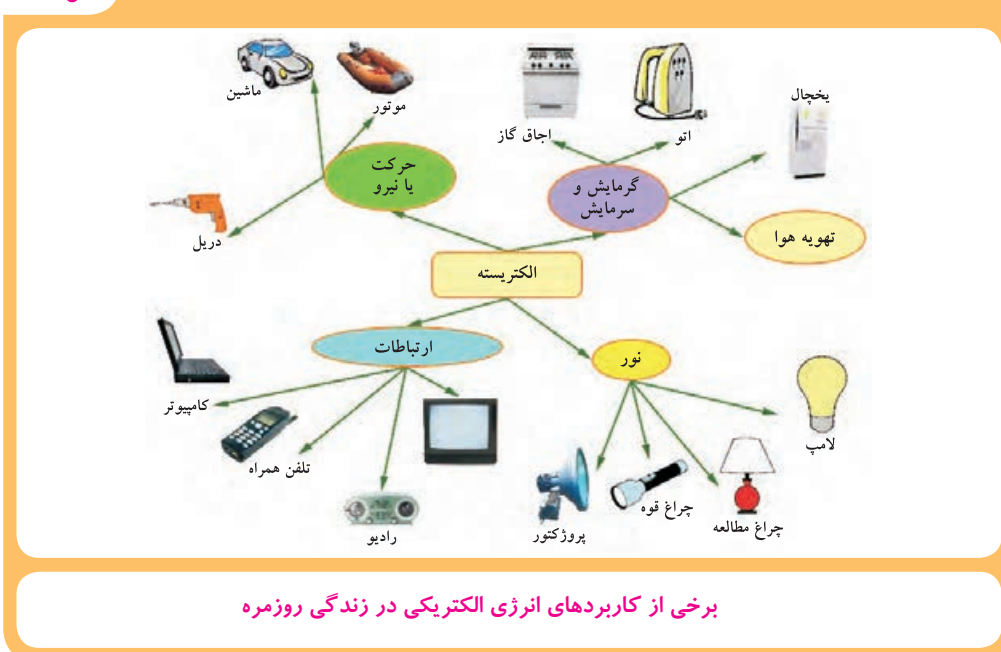 ماشین
موتور
اجاق گاز
اتو
یخچال
حرکت
یا نیرو
گرمایش و
سرمایش
دریل
تهویه هوا
الکتریسته
ارتباطات
نور
کامپیوتر
تلفن همراه
رادیو
لامپ
چراغ قوه
چراغ مطالعه
پروژکتور
برخی از کاربردهای انرژی الکتریکی در زندگی روزمره